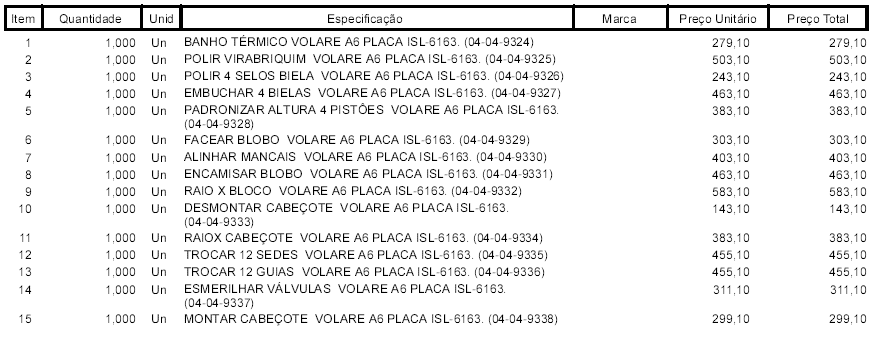 Item Quantidade Unid Especificação Marca Preço Unitário Preço Total
1 1,000 Un BANHO TÉRMICO VOLARE A6 PLACA ISL-6163. (04-04-9324) 279,10 279,10
2 1,000 Un POLIR VIRABRIQUIM VOLARE A6 PLACA ISL-6163. (04-04-9325) 503,10 503,10
3 1,000 Un POLIR 4 SELOS BIELA VOLARE A6 PLACA ISL-6163. (04-04-9326) 243,10 243,10
4 1,000 Un EMBUCHAR 4 BIELAS VOLARE A6 PLACA ISL-6163. (04-04-9327) 463,10 463,10
5 1,000 Un PADRONIZAR ALTURA 4 PISTÕES VOLARE A6 PLACA ISL-6163. 383,10 383,10
(04-04-9328)
6 1,000 Un FACEAR BLOBO VOLARE A6 PLACA ISL-6163. (04-04-9329) 303,10 303,10
7 1,000 Un ALINHAR MANCAIS VOLARE A6 PLACA ISL-6163. (04-04-9330) 403,10 403,10
8 1,000 Un ENCAMISAR BLOBO VOLARE A6 PLACA ISL-6163. (04-04-9331) 463,10 463,10
9 1,000 Un RAIO X BLOCO VOLARE A6 PLACA ISL-6163. (04-04-9332) 583,10 583,10
10 1,000 Un DESMONTAR CABEÇOTE VOLARE A6 PLACA ISL-6163. 143,10 143,10
(04-04-9333)
11 1,000 Un RAIOX CABEÇOTE VOLARE A6 PLACA ISL-6163. (04-04-9334) 383,10 383,10
12 1,000 Un TROCAR 12 SEDES VOLARE A6 PLACA ISL-6163. (04-04-9335) 455,10 455,10
13 1,000 Un TROCAR 12 GUIAS VOLARE A6 PLACA ISL-6163. (04-04-9336) 455,10 455,10
14 1,000 Un ESMERILHAR VÁLVULAS VOLARE A6 PLACA ISL-6163. 311,10 311,10
(04-04-9337)
15 1,000 Un MONTAR CABEÇOTE VOLARE A6 PLACA ISL-6163. (04-04-9338) 299,10 299,10